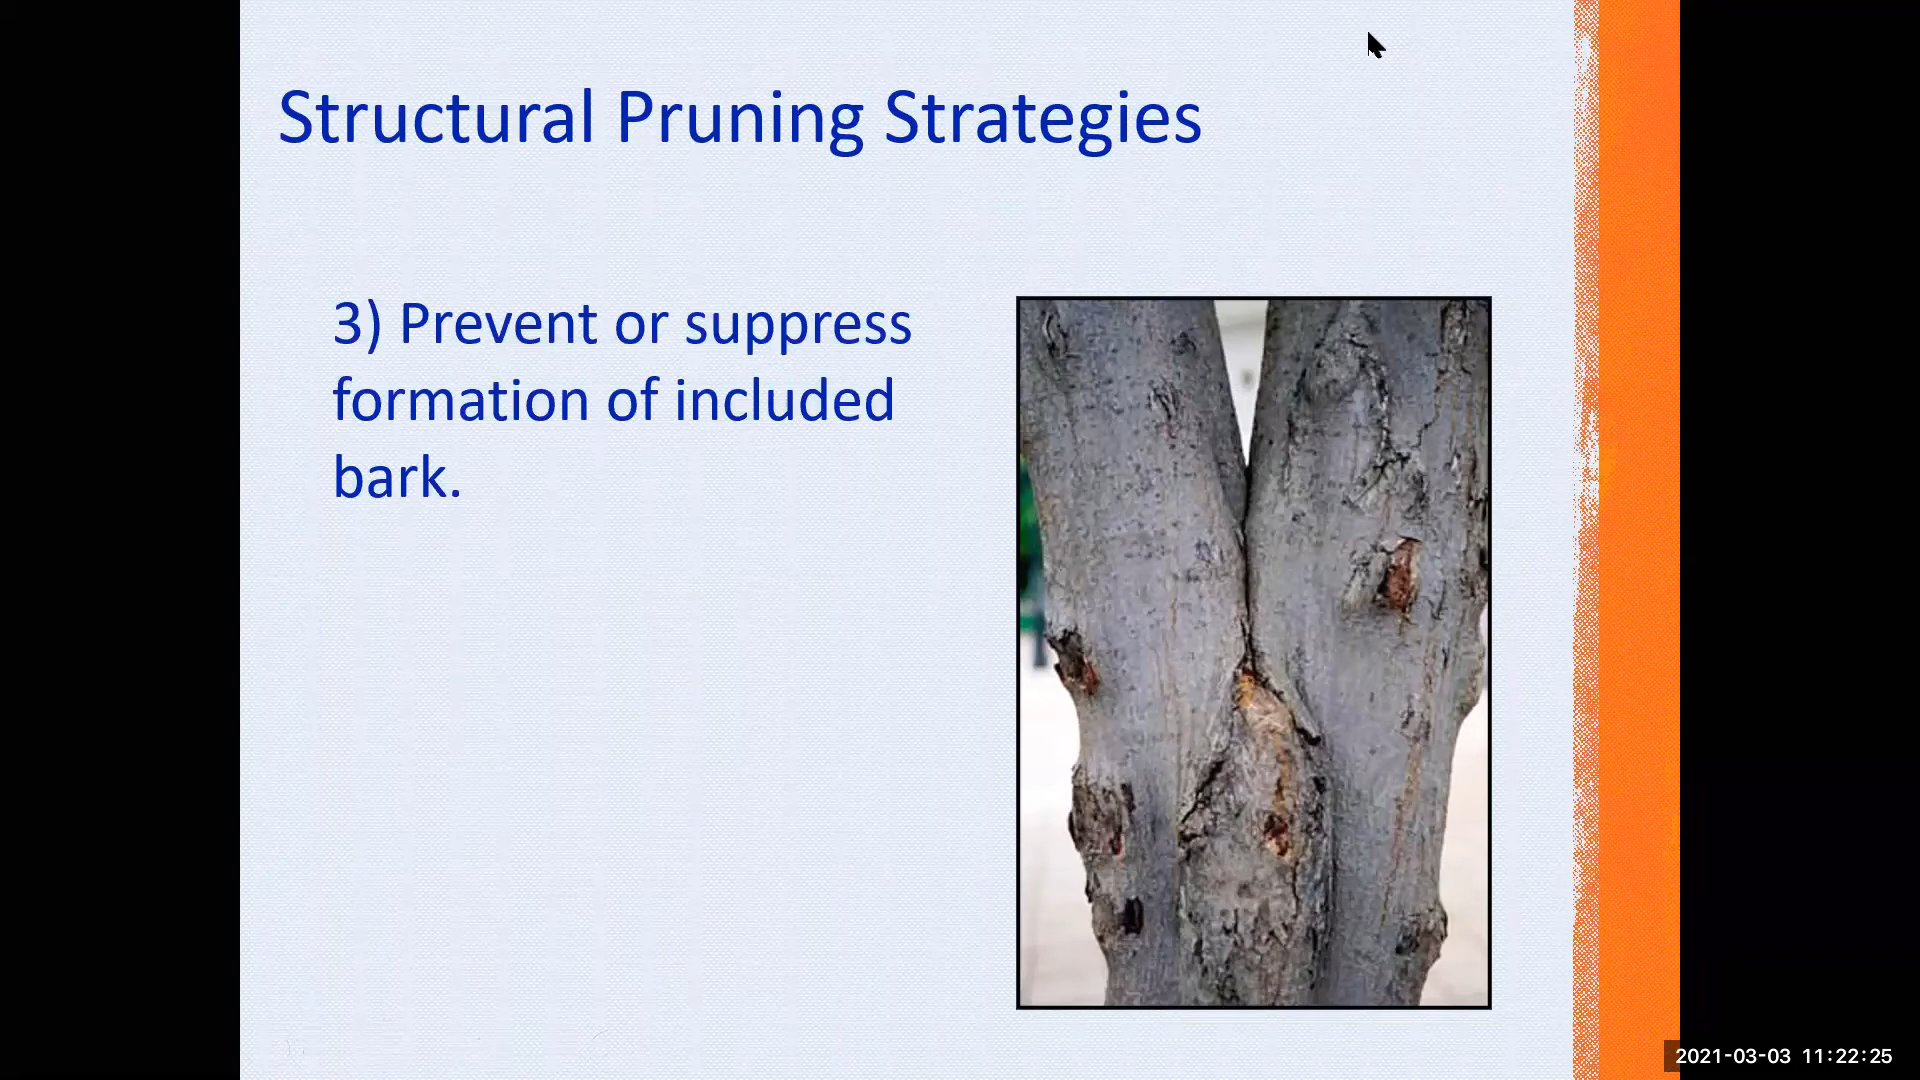 Structural Pruning Strategies
3) Prevent or suppress
formation of included
bark.
2021-03-03 11:22:25